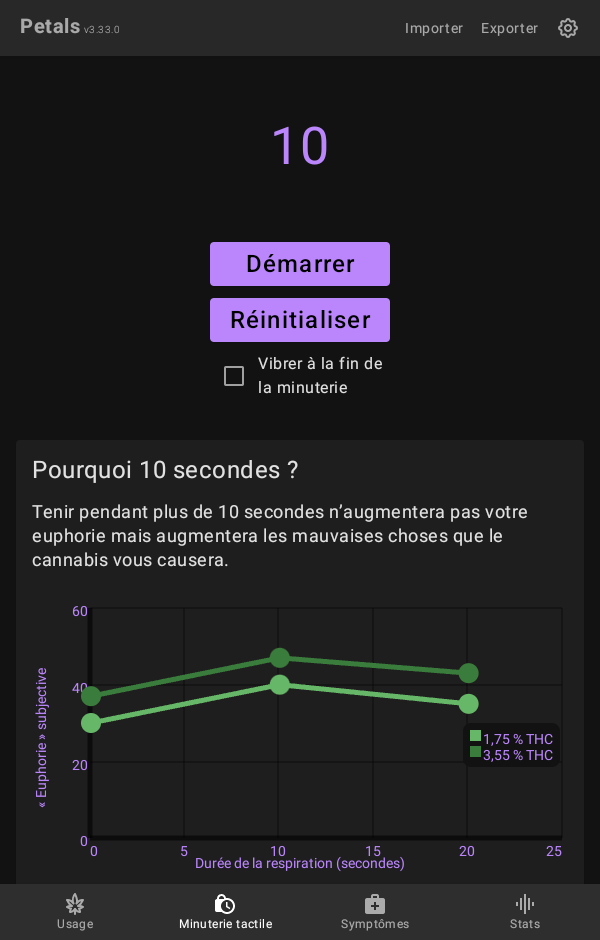 Petals v3.33.0
Importer
Exporter
10
Démarrer
Réinitialiser
Vibrer à la fin de
la minuterie
Pourquoi 10 secondes ?
Tenir pendant plus de 10 secondes n’augmentera pas votre
euphorie mais augmentera les mauvaises choses que le
cannabis vous causera.
« Euphorie » subjective
60
40
20
0
1,75 % THC
3,55 % THC
0 5 10 15 20 25
Durée de la respiration (secondes)
Usage
Minuterie tactile
Symptômes
Stats